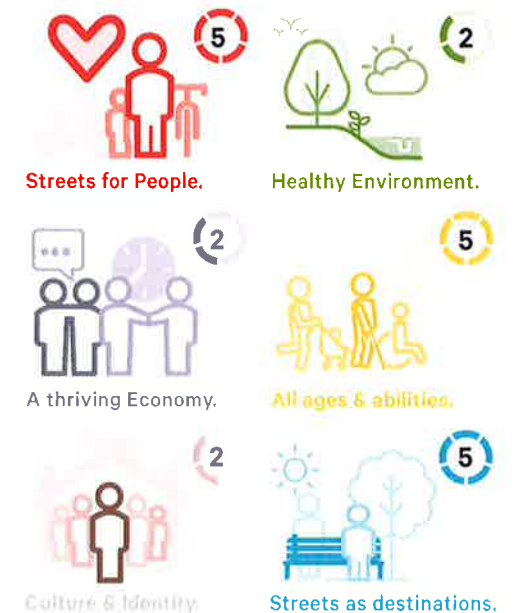 5
2
Streets for People.
Healthy Environment.
2
5
A thriving Economy.
All ages & abilities.
2
5
Culture & Identity
Streets as destinations.